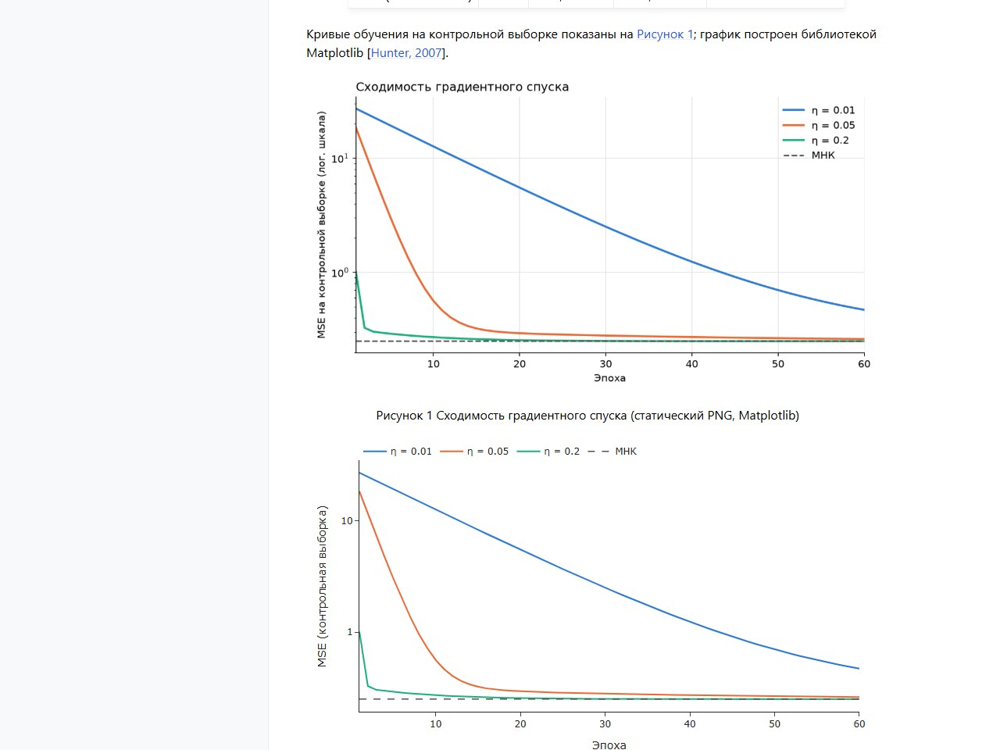 Кривые обучения на контрольной выборке показаны на Рисунок 1; график построен библиотекой
Matplotlib [Hunter, 2007].
Сходимость градиентного спуска
η = 0.01
η = 0.05
η = 0.2
МНК
MSE на контрольной выборке (лог. шкала)
10¹
10⁰
10 20 30 40 50 60
Эпоха
Рисунок 1 Сходимость градиентного спуска (статический PNG, Matplotlib)
η = 0.01 η = 0.05 η = 0.2 МНК
MSE (контрольная выборка)
10
1
10 20 30 40 50 60
Эпоха